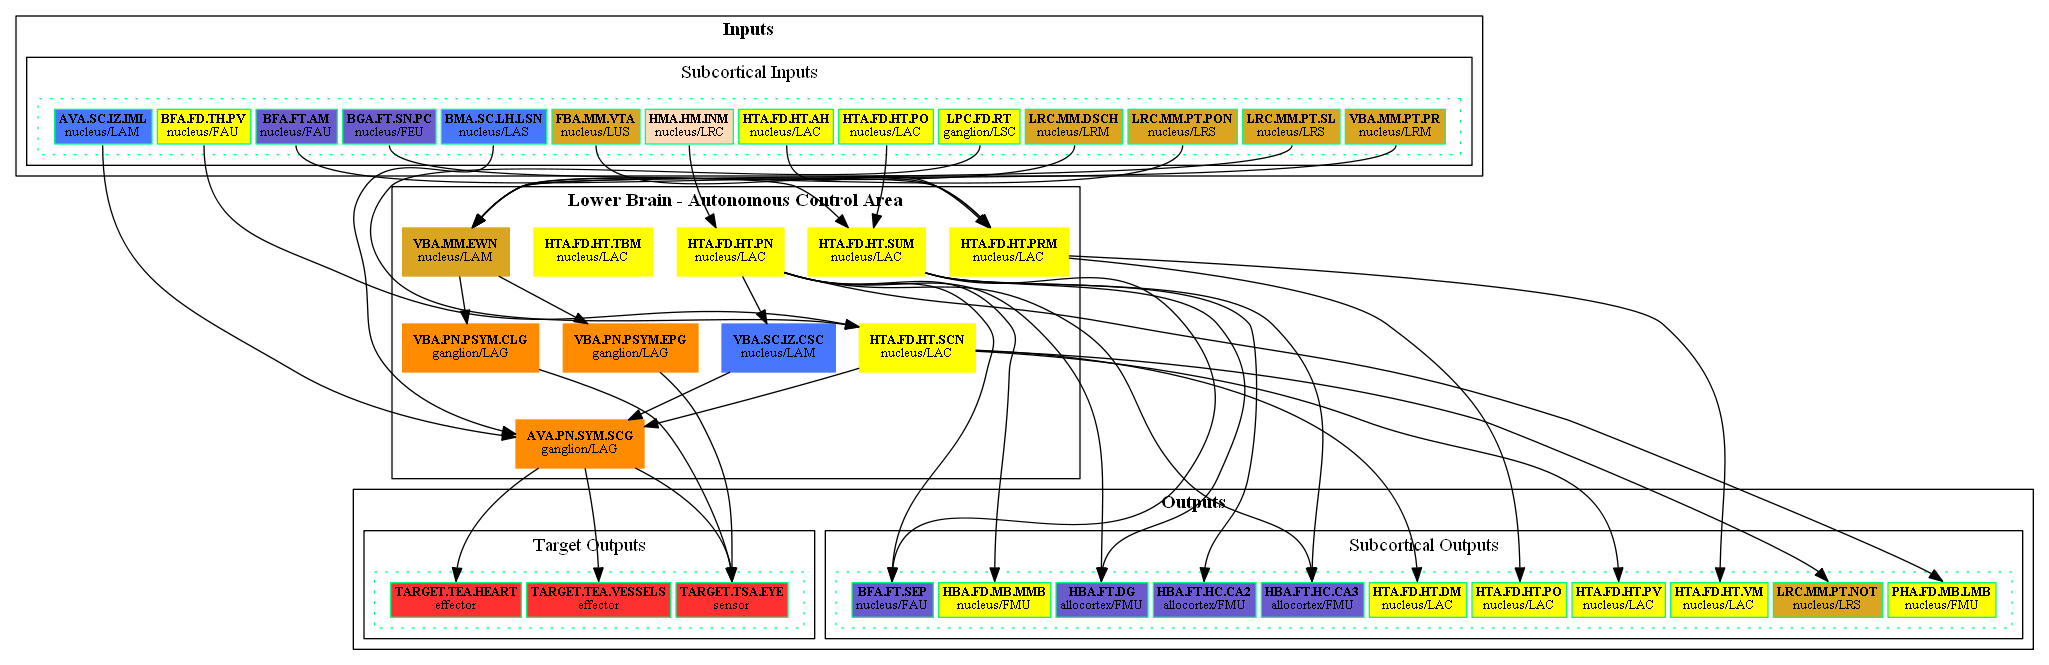 Inputs
Subcortical Inputs
AVA.SC.IZ.IML
nucleus/LAM
BFA.FD.TH.PV
nucleus/FAU
BFA.FT.AM
nucleus/FAU
BGA.FT.SN.PC
nucleus/FEU
BMA.SC.LH.LSN
nucleus/LAS
FBA.MM.VTA
nucleus/LUS
HMA.HM.INM
nucleus/LRC
HTA.FD.HT.AH
nucleus/LAC
HTA.FD.HT.PO
nucleus/LAC
LPC.FD.RT
ganglion/LSC
LRC.MM.DSCH
nucleus/LRM
LRC.MM.PT.PON
nucleus/LRS
LRC.MM.PT.SL
nucleus/LRS
VBA.MM.PT.PR
nucleus/LRM
Lower Brain - Autonomous Control Area
VBA.MM.EWN
nucleus/LAM
HTA.FD.HT.TBM
nucleus/LAC
HTA.FD.HT.PN
nucleus/LAC
HTA.FD.HT.SUM
nucleus/LAC
HTA.FD.HT.PRM
nucleus/LAC
VBA.PN.PSYM.CLG
ganglion/LAG
VBA.PN.PSYM.EPG
ganglion/LAG
VBA.SC.IZ.CSC
nucleus/LAM
HTA.FD.HT.SCN
nucleus/LAC
AVA.PN.SYM.SCG
ganglion/LAG
Outputs
Target Outputs
TARGET.TEA.HEART
effector
TARGET.TEA.VESSELS
effector
TARGET.TSA.EYE
sensor
Subcortical Outputs
BFA.FT.SEP
nucleus/FAU
HBA.FD.MB.MMB
nucleus/FMU
HBA.FT.DG
allocortex/FMU
HBA.FT.HC.CA2
allocortex/FMU
HBA.FT.HC.CA3
allocortex/FMU
HTA.FD.HT.DM
nucleus/LAC
HTA.FD.HT.PO
nucleus/LAC
HTA.FD.HT.PV
nucleus/LAC
HTA.FD.HT.VM
nucleus/LAC
LRC.MM.PT.NOT
nucleus/LRS
PHA.FD.MB.LMB
nucleus/FMU